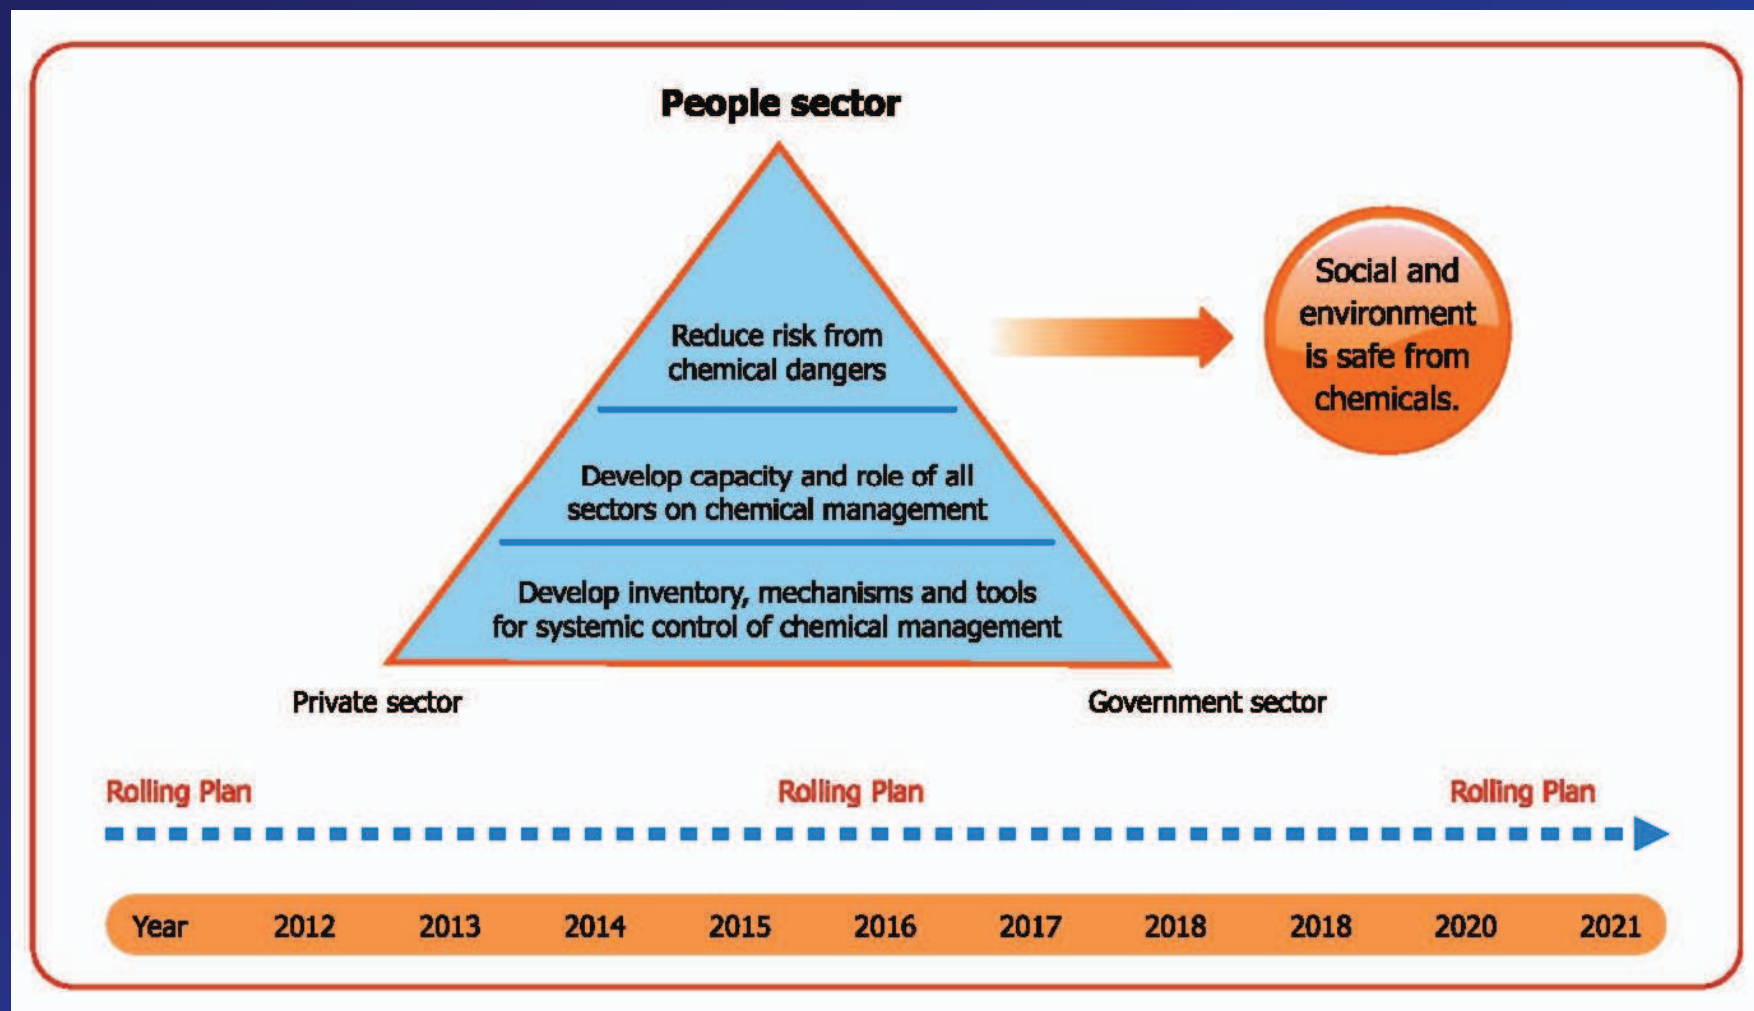 People sector
Reduce risk from
chemical dangers
Develop capacity and role of all
sectors on chemical management
Develop inventory, mechanisms and tools
for systemic control of chemical management
Social and
environment
is safe from
chemicals.
Private sector
Government sector
Rolling Plan Rolling Plan Rolling Plan
Year 2012 2013 2014 2015 2016 2017 2018 2018 2020 2021